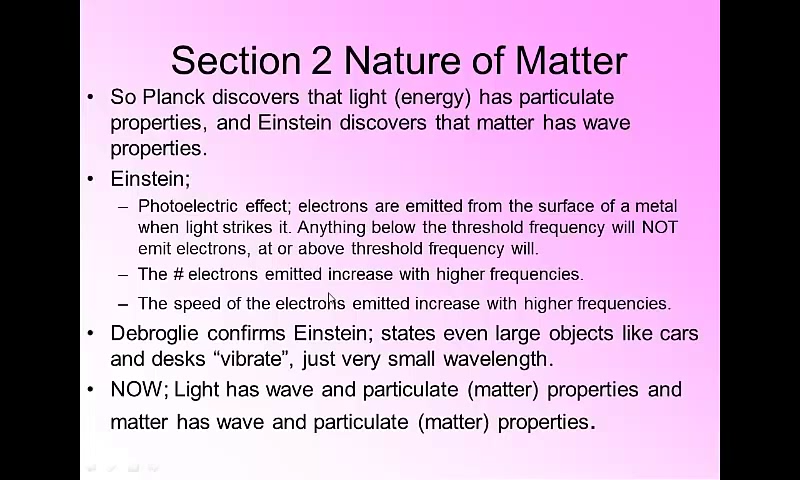 Section 2 Nature of Matter
• So Planck discovers that light (energy) has particulate
properties, and Einstein discovers that matter has wave
properties.
• Einstein;
– Photoelectric effect; electrons are emitted from the surface of a metal
when light strikes it. Anything below the threshold frequency will NOT
emit electrons, at or above threshold frequency will.
– The # electrons emitted increase with higher frequencies.
– The speed of the electrons emitted increase with higher frequencies.
• Debroglie confirms Einstein; states even large objects like cars
and desks “vibrate”, just very small wavelength.
• NOW; Light has wave and particulate (matter) properties and
matter has wave and particulate (matter) properties.